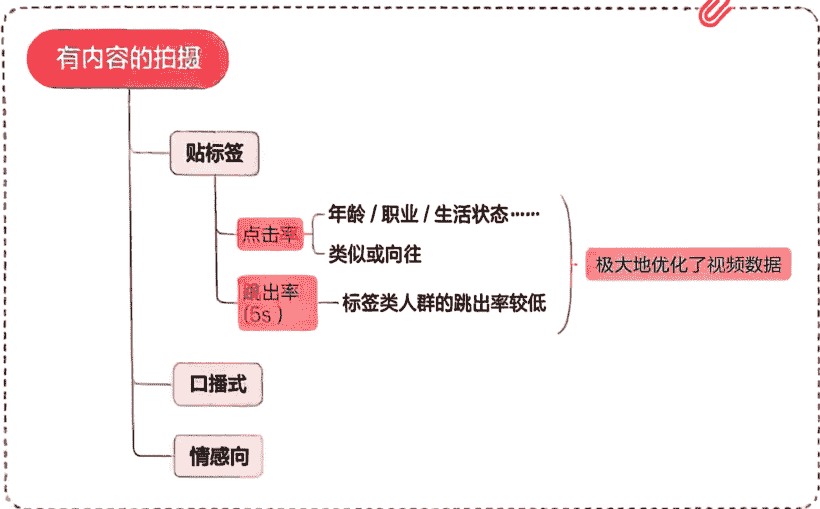 有内容的拍摄
贴标签
点击率
年龄 / 职业 / 生活状态……
类似或向往
跳出率
(5s )
标签类人群的跳出率较低
极大地优化了视频数据
口播式
情感向